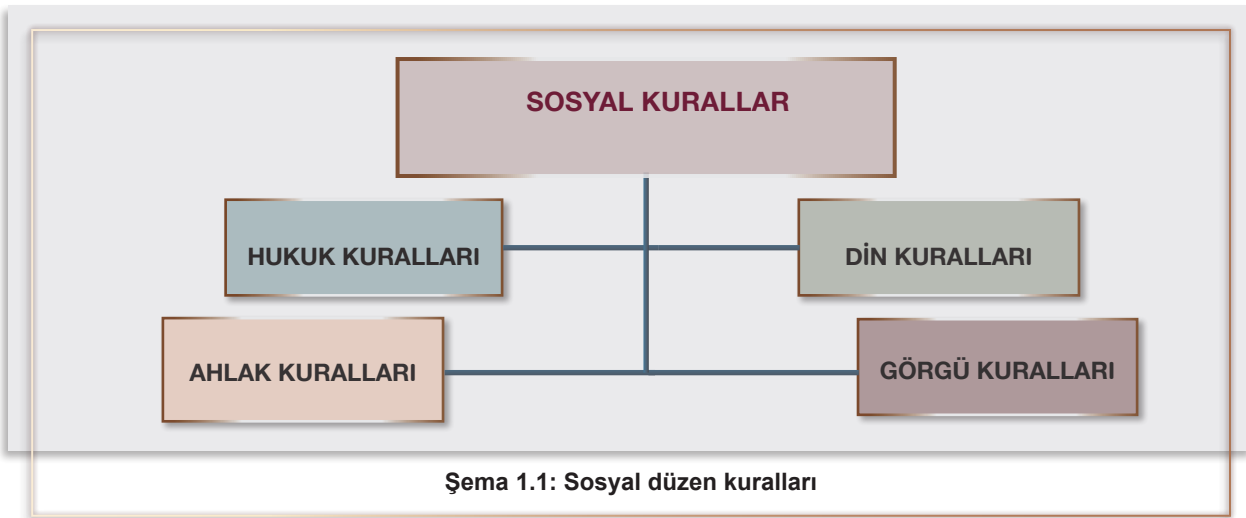 SOSYAL KURALLAR
HUKUK KURALLARI
DİN KURALLARI
AHLAK KURALLARI
GÖRGÜ KURALLARI
Şema 1.1: Sosyal düzen kuralları